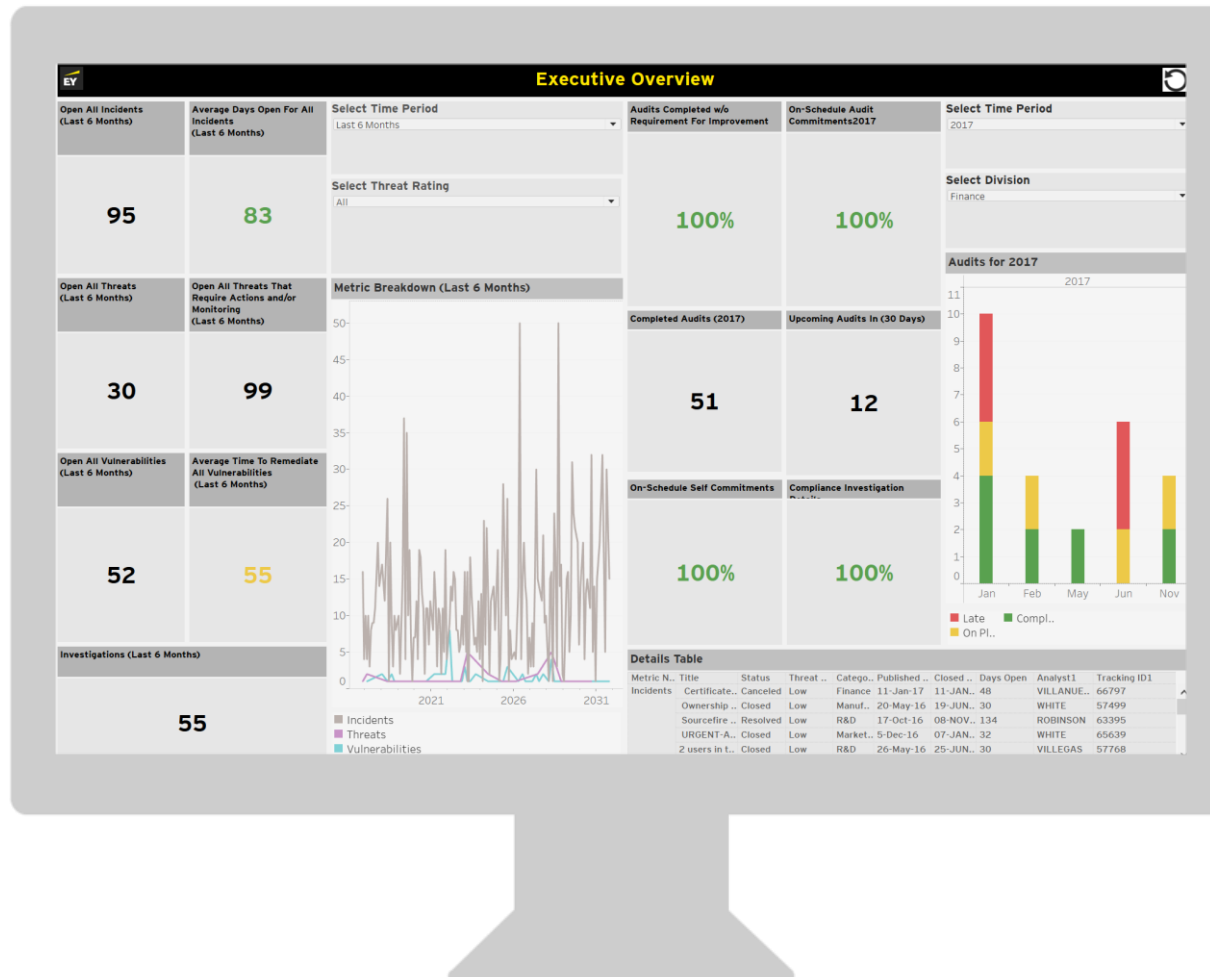 EY
Executive Overview
Open All Incidents
(Last 6 Months)
95
Average Days Open For All
Incidents
(Last 6 Months)
83
Open All Threats
(Last 6 Months)
30
Open All Threats That
Require Actions and/or
Monitoring
(Last 6 Months)
99
Open All Vulnerabilities
(Last 6 Months)
52
Average Time To Remediate
All Vulnerabilities
(Last 6 Months)
55
Investigations (Last 6 Months)
55
Select Time Period
Last 6 Months
Select Threat Rating
All
Metric Breakdown (Last 6 Months)
50
45
40
35
30
25
20
15
10
5
0
2021 2026 2031
Incidents
Threats
Vulnerabilities
Audits Completed w/o
Requirement For Improvement
100%
On-Schedule Audit
Commitments2017
100%
Completed Audits (2017)
51
Upcoming Audits In (30 Days)
12
On-Schedule Self Commitments
100%
Compliance Investigation
100%
Select Time Period
2017
Select Division
Finance
Audits for 2017
2017
11
10
9
8
7
6
5
4
3
2
1
0
Jan Feb May Jun Nov
Late Compl..
On Pl..
Details Table
Metric N.. Title Status Threat .. Catego.. Published .. Closed .. Days Open Analyst1 Tracking ID1
Incidents Certificate.. Canceled Low Finance 11-Jan-17 11-JAN.. 48 VILLANUE.. 66797
Ownership .. Closed Low Manuf.. 20-May-16 19-JUN.. 30 WHITE 57499
Sourcefire .. Resolved Low R&D 17-Oct-16 08-NOV.. 134 ROBINSON 63395
URGENT-A.. Closed Low Market.. 5-Dec-16 07-JAN.. 32 WHITE 65639
2 users in t.. Closed Low R&D 26-May-16 25-JUN.. 30 VILLEGAS 57768